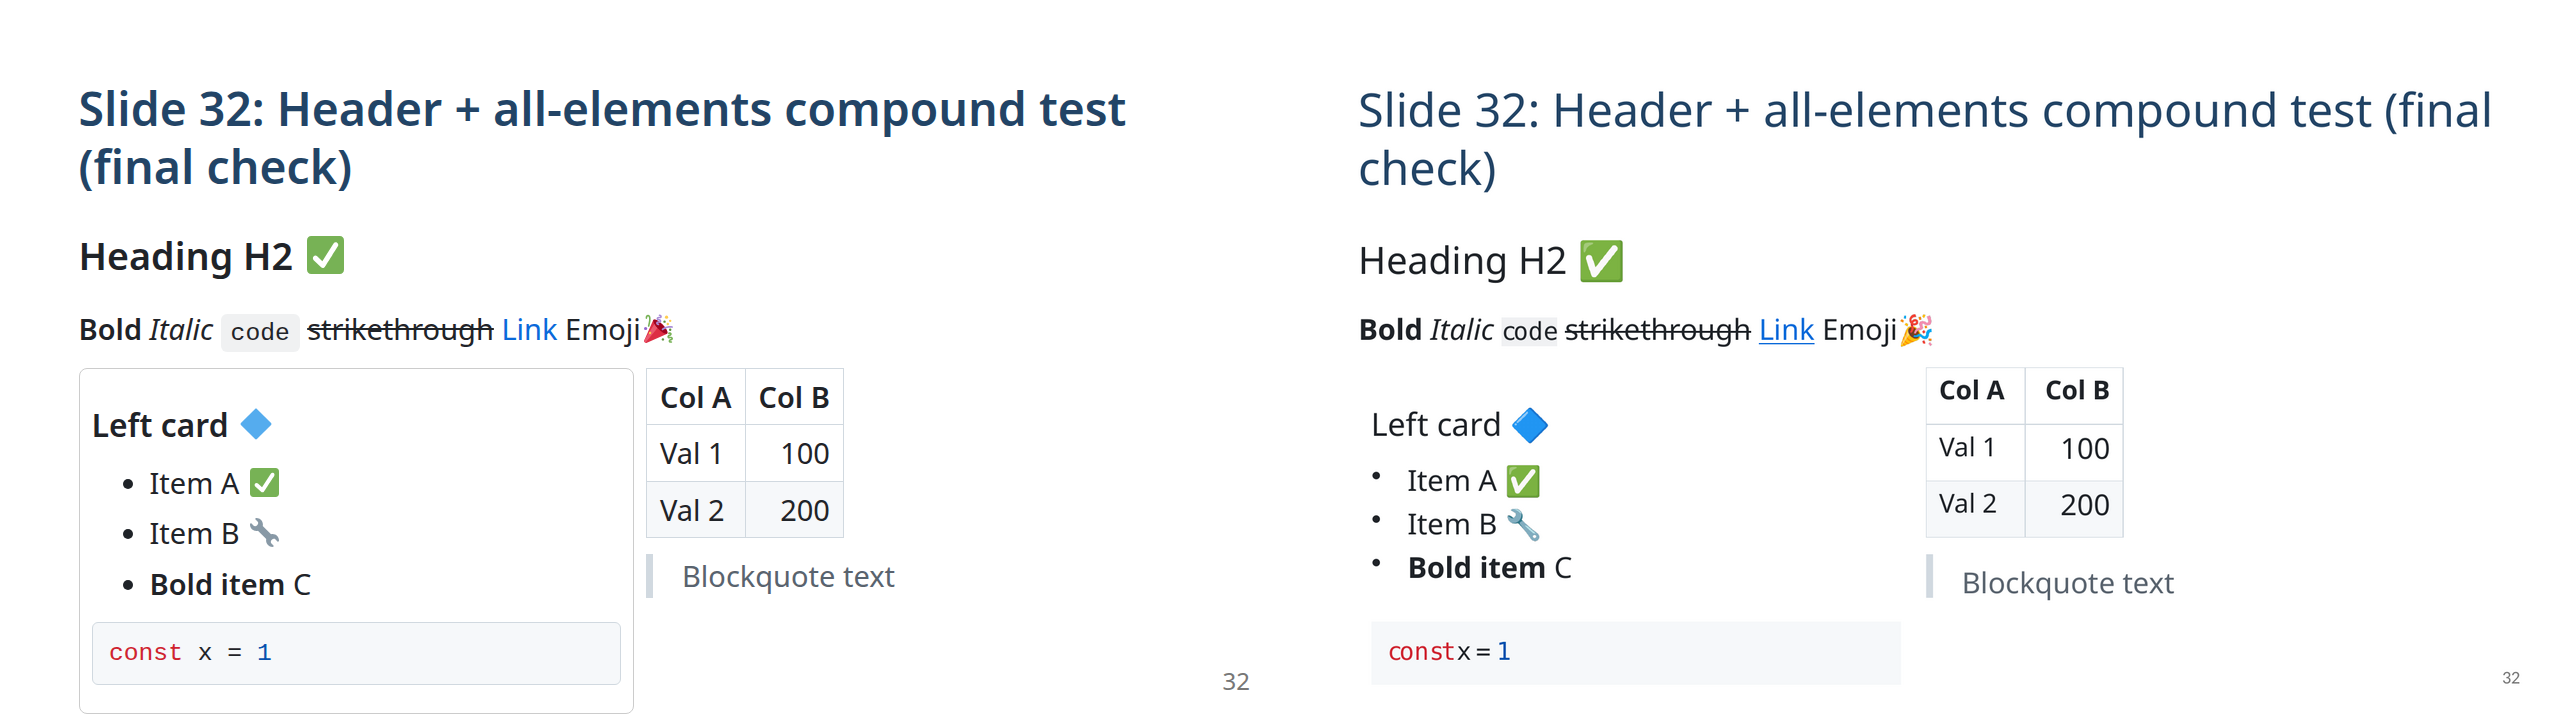 Slide 32: Header + all-elements compound test
(final check)
Heading H2 ✅
Bold Italic code strikethrough Link Emoji🎉
Left card 🔷
• Item A ✅
• Item B 🔧
• Bold item C
const x = 1
Col A Col B
Val 1 100
Val 2 200
Blockquote text
32
Slide 32: Header + all-elements compound test (final
check)
Heading H2 ✅
Bold Italic code strikethrough Link Emoji🎉
Left card 🔷
• Item A ✅
• Item B 🔧
• Bold item C
constx=1
Col A Col B
Val 1 100
Val 2 200
Blockquote text
32